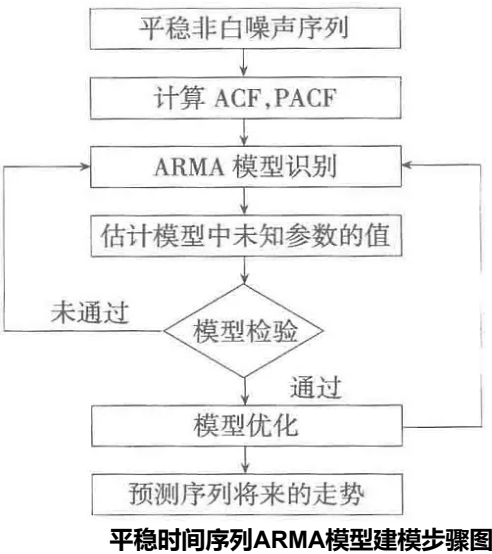 平稳非白噪声序列
计算 ACF,PACF
ARMA 模型识别
估计模型中未知参数的值
未通过
模型检验
通过
模型优化
预测序列将来的走势
平稳时间序列ARMA模型建模步骤图